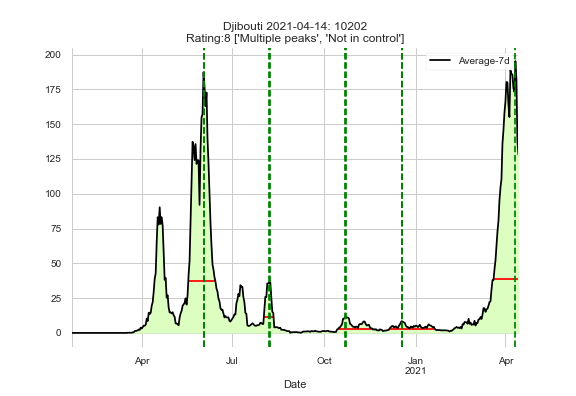 Djibouti 2021-04-14: 10202
Rating:8 ['Multiple peaks', 'Not in control']
Average-7d
200
175
150
125
100
75
50
25
0
Apr
Jul
Oct
Jan
2021
Apr
Date